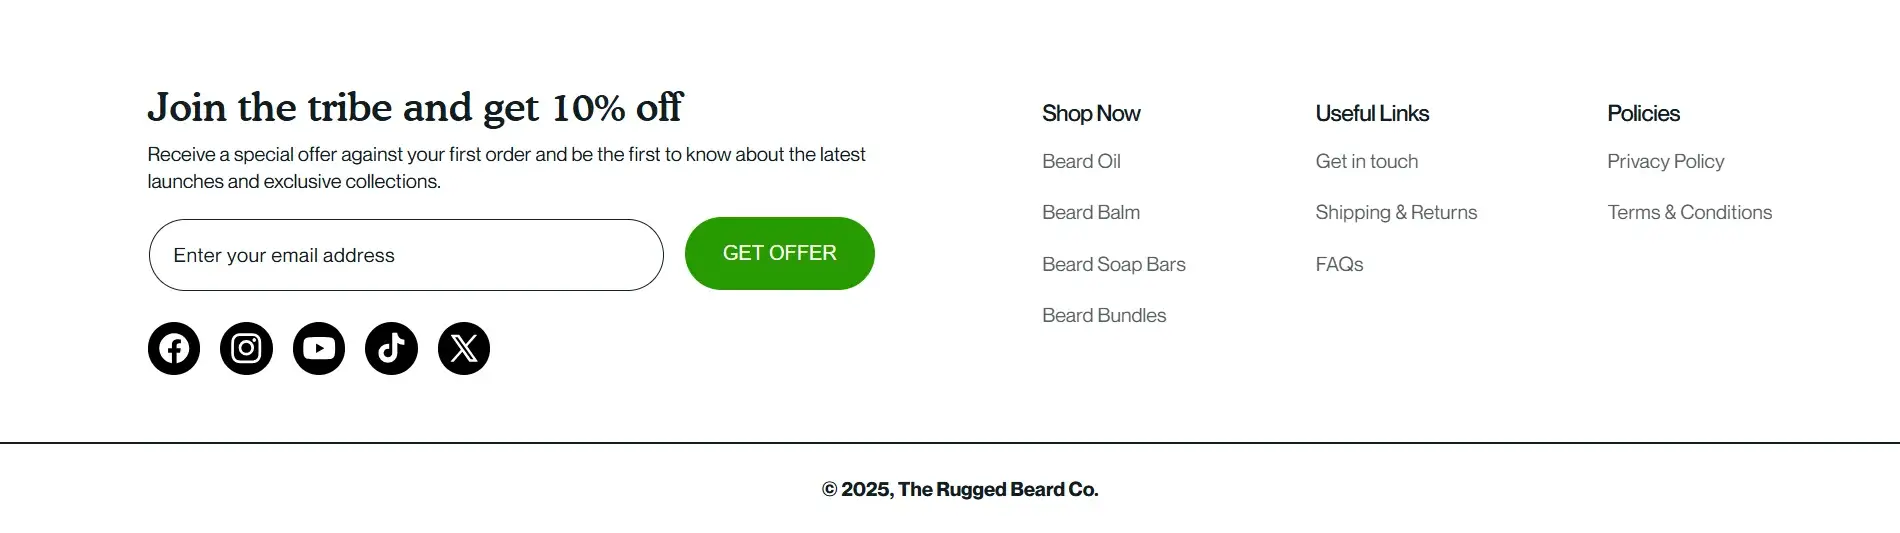 Join the tribe and get 10% off
Receive a special offer against your first order and be the first to know about the latest
launches and exclusive collections.
Enter your email address
GET OFFER
Shop Now
Beard Oil
Beard Balm
Beard Soap Bars
Beard Bundles
Useful Links
Get in touch
Shipping & Returns
FAQs
Policies
Privacy Policy
Terms & Conditions
© 2025, The Rugged Beard Co.